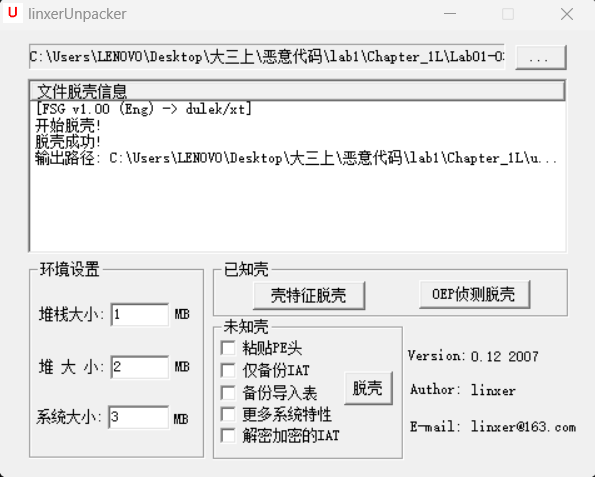 linxerUnpacker
C:\Users\LENOVO\Desktop\大三上\恶意代码\lab1\Chapter_1L\Lab01-0
...
文件脱壳信息
[FSG v1.00 (Eng) -> dulek/xt]
开始脱壳!
脱壳成功!
输出路径: C:\Users\LENOVO\Desktop\大三上\恶意代码\lab1\Chapter_1L\u...
环境设置
堆栈大小: 1 MB
堆 大 小: 2 MB
系统大小: 3 MB
已知壳
壳特征脱壳
OEP侦测脱壳
未知壳
粘贴PE头
仅备份IAT
备份导入表
更多系统特性
解密加密的IAT
脱壳
Version: 0.12 2007
Author: linxer
E-mail: linxer@163.com